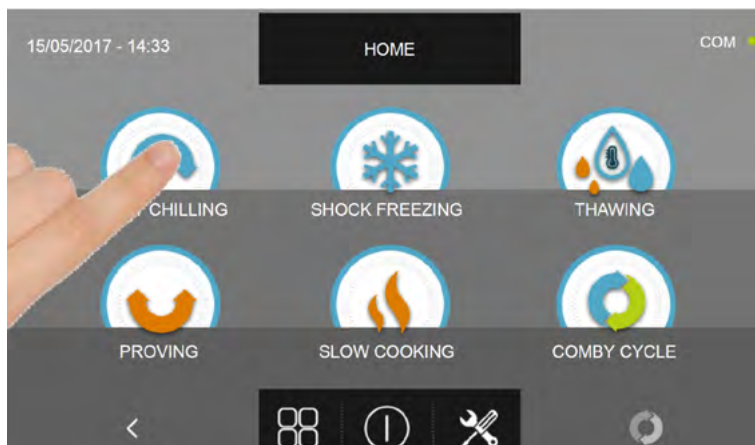 15/05/2017 - 14:33
HOME
COM
CHILLING
SHOCK FREEZING
THAWING
PROVING
SLOW COOKING
COMBY CYCLE